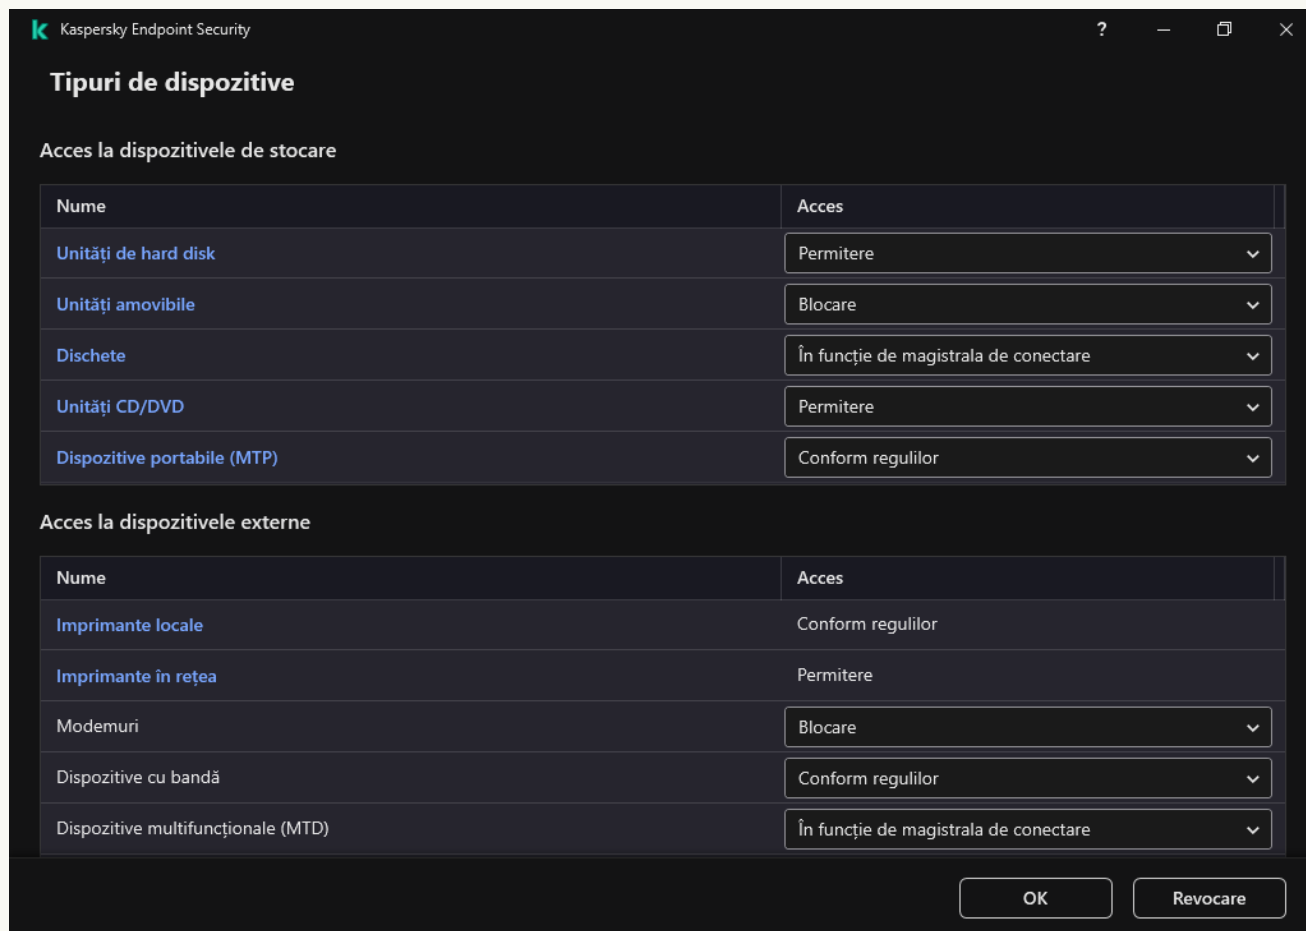 Kaspersky Endpoint Security ?
Tipuri de dispozitive
Acces la dispozitivele de stocare
Nume Acces
Unități de hard disk Permitere
Unități amovibile Blocare
Dischete În funcție de magistrala de conectare
Unități CD/DVD Permitere
Dispozitive portabile (MTP) Conform regulilor
Acces la dispozitivele externe
Nume Acces
Imprimante locale Conform regulilor
Imprimante în rețea Permitere
Modemuri Blocare
Dispozitive cu bandă Conform regulilor
Dispozitive multifuncționale (MTD) În funcție de magistrala de conectare
OK Revocare